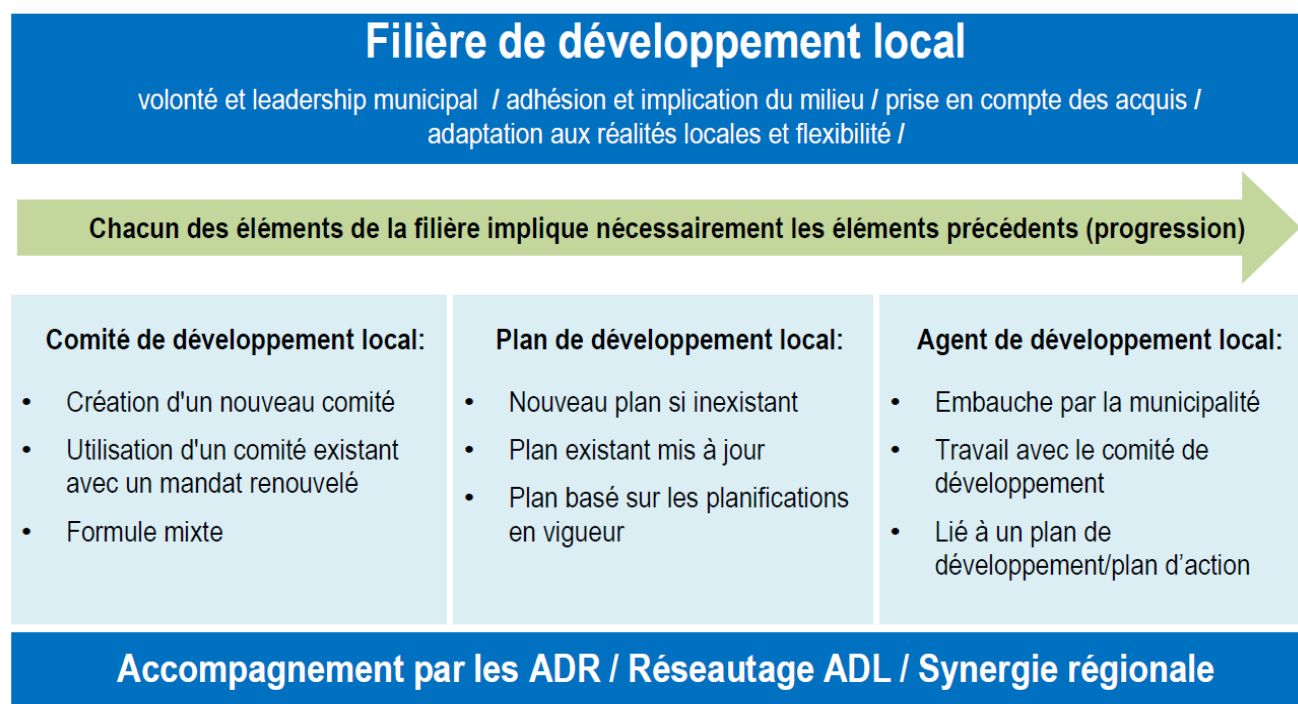 Filière de développement local
volonté et leadership municipal / adhésion et implication du milieu / prise en compte des acquis /
adaptation aux réalités locales et flexibilité /
Chacun des éléments de la filière implique nécessairement les éléments précédents (progression)
Comité de développement local:
• Création d'un nouveau comité
• Utilisation d'un comité existant
avec un mandat renouvelé
• Formule mixte
Plan de développement local:
• Nouveau plan si inexistant
• Plan existant mis à jour
• Plan basé sur les planifications
en vigueur
Agent de développement local:
• Embauche par la municipalité
• Travail avec le comité de
développement
• Lié à un plan de
développement/plan d’action
Accompagnement par les ADR / Réseautage ADL / Synergie régionale